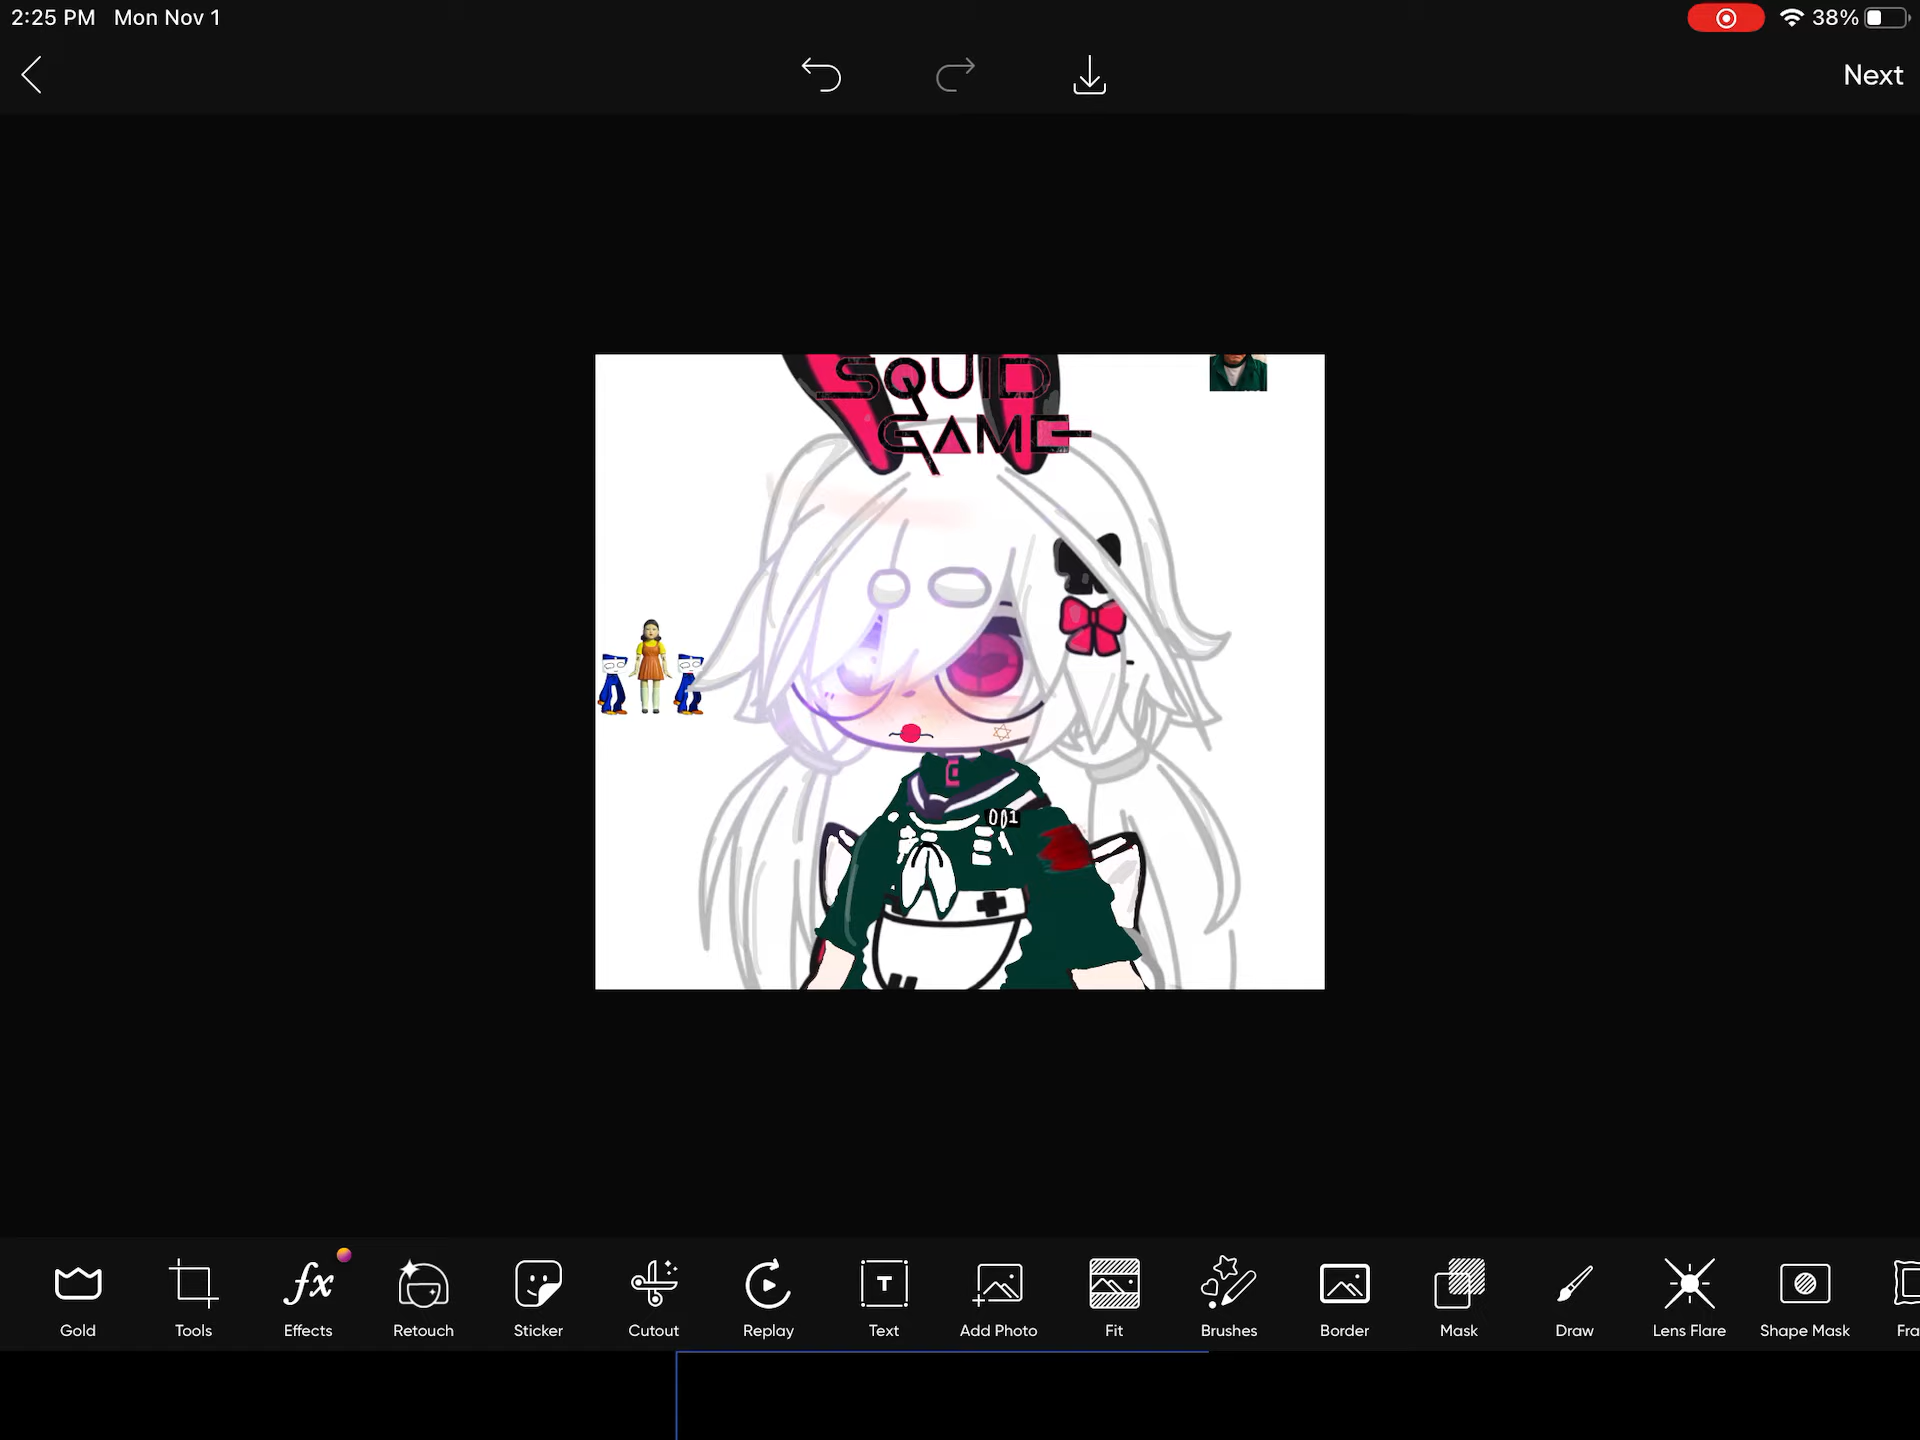 2:25 PM Mon Nov 1
38%
Next
SQUID
GAME
001
Gold
Tools
Effects
Retouch
Sticker
Cutout
Replay
Text
Add Photo
Fit
Brushes
Border
Mask
Draw
Lens Flare
Shape Mask
Fra